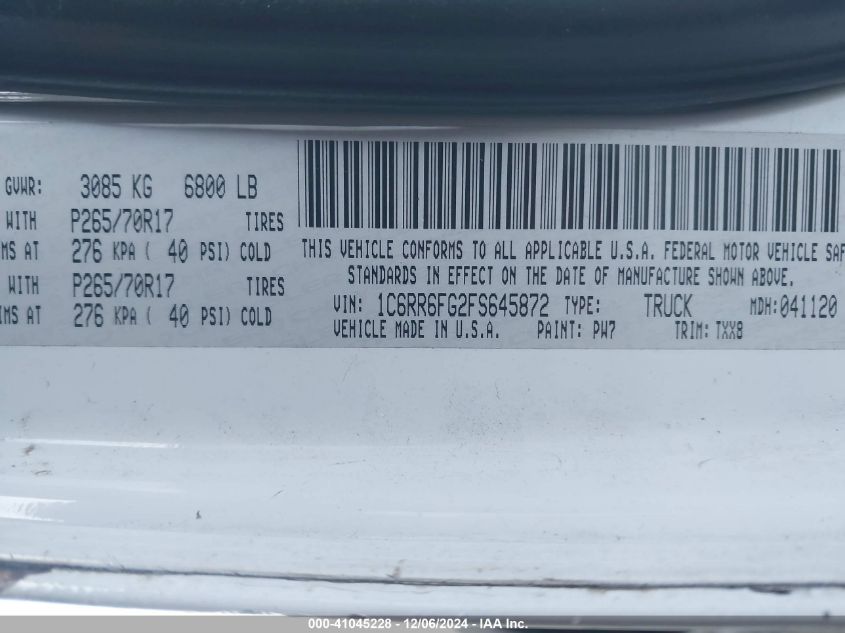 GVWR: 3085 KG 6800 LB
WITH P265/70R17 TIRES
MS AT 276 KPA ( 40 PSI) COLD
WITH P265/70R17 TIRES
IMS AT 276 KPA ( 40 PSI) COLD
THIS VEHICLE CONFORMS TO ALL APPLICABLE U.S.A. FEDERAL MOTOR VEHICLE SAF
STANDARDS IN EFFECT ON THE DATE OF MANUFACTURE SHOWN ABOVE.
VIN: 1C6RR6FG2FS645872 TYPE: TRUCK MDH:041120
VEHICLE MADE IN U.S.A. PAINT: PW7 TRIM: TXX8
000-41045228 - 12/06/2024 - IAA Inc.